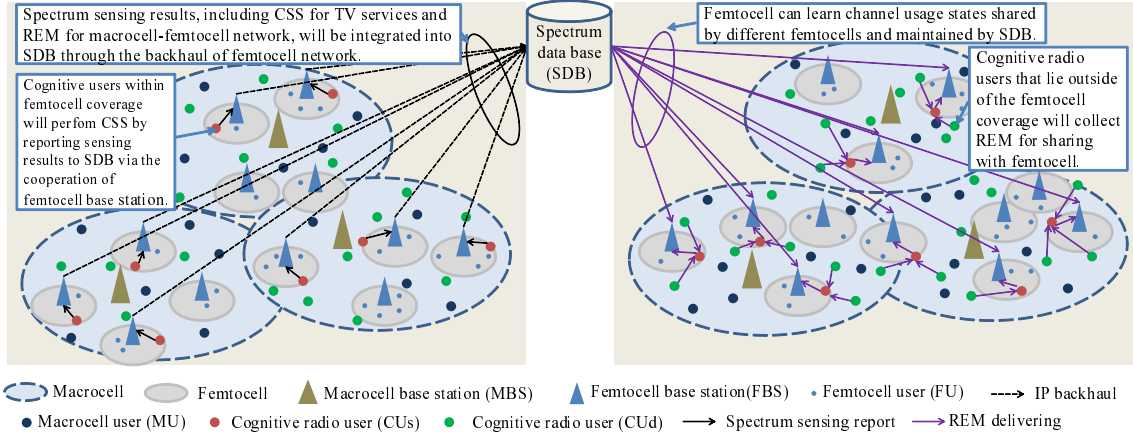 Spectrum sensing results, including CSS for TV services and
REM for macrocell-femtocell network, will be integrated into
SDB through the backhaul of femtocell network.
Cognitive users within
femtocell coverage
will perfom CSS by
reporting sensing
results to SDB via the
cooperation of
femtocell base station.
Spectrum
data base
(SDB)
Femtocell can learn channel usage states shared
by different femtocells and maintained by SDB.
Cognitive radio
users that lie outside
of the femtocell
coverage will collect
REM for sharing
with femtocell.
Macrocell
Femtocell
Macrocell base station (MBS)
Femtocell base station(FBS)
Femtocell user (FU)
IP backhaul
Macrocell user (MU)
Cognitive radio user (CUs)
Cognitive radio user (CUd)
Spectrum sensing report
REM delivering